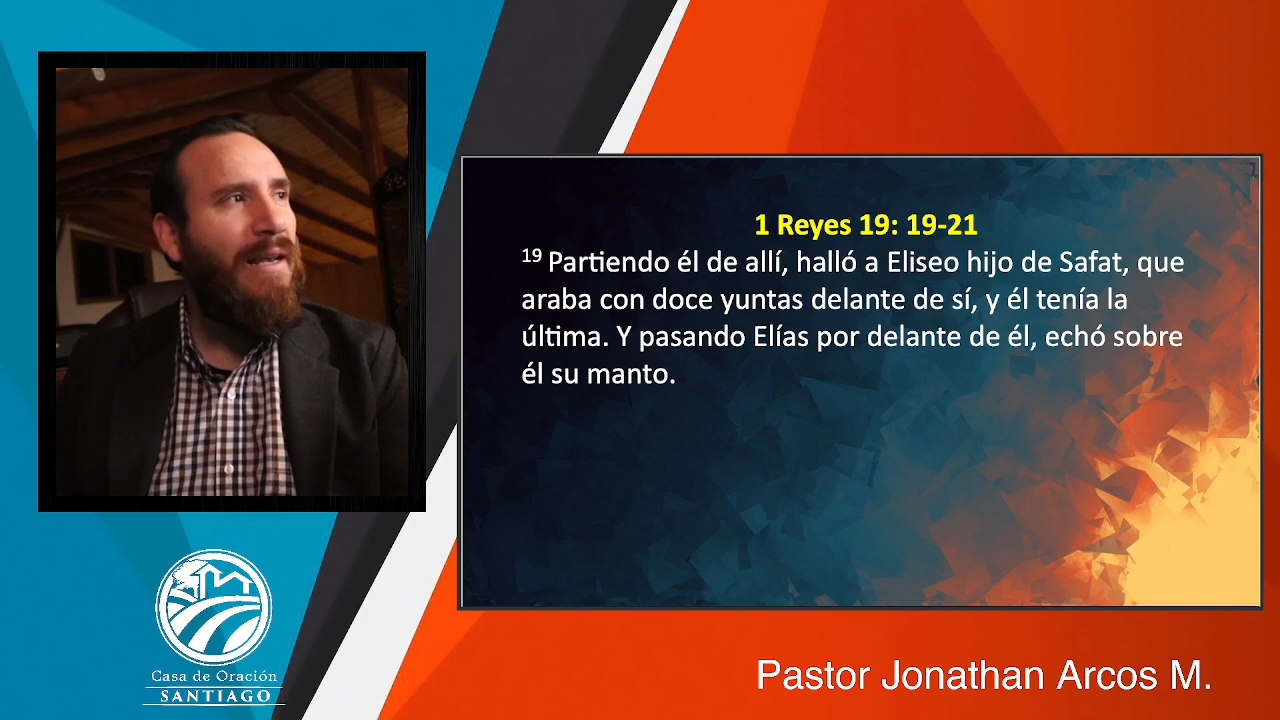 1 Reyes 19: 19-21
19 Partiendo él de allí, halló a Eliseo hijo de Safat, que
araba con doce yuntas delante de sí, y él tenía la
última. Y pasando Elías por delante de él, echó sobre
él su manto.
Casa de Oración
SANTIAGO
Pastor Jonathan Arcos M.